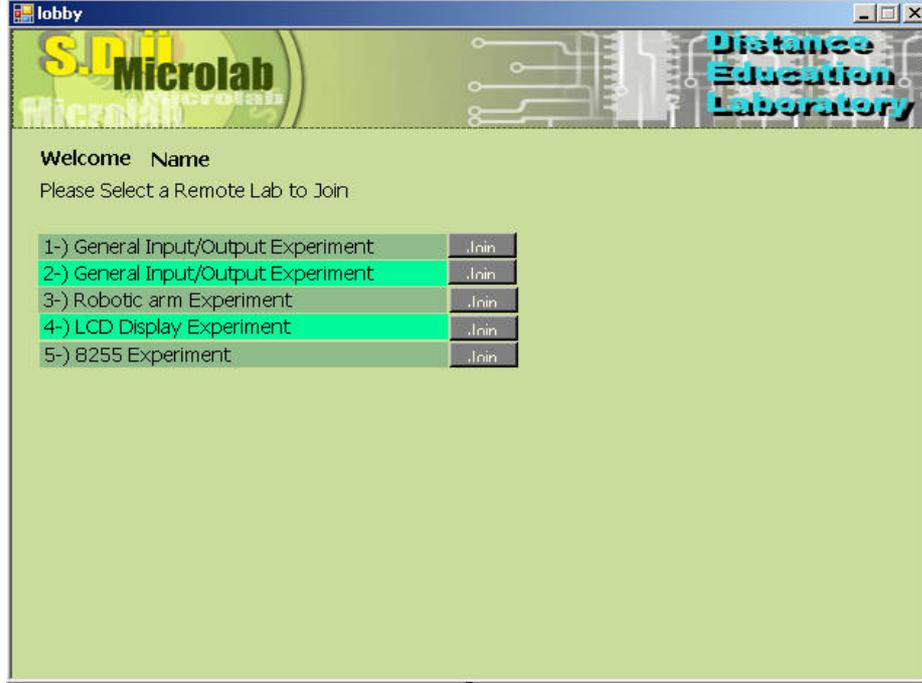 lobby
S.D.Ü
Microlab
Microlab
Microlab
Distance
Education
Laboratory
Welcome Name
Please Select a Remote Lab to Join
1-) General Input/Output Experiment Join
2-) General Input/Output Experiment Join
3-) Robotic arm Experiment Join
4-) LCD Display Experiment Join
5-) 8255 Experiment Join